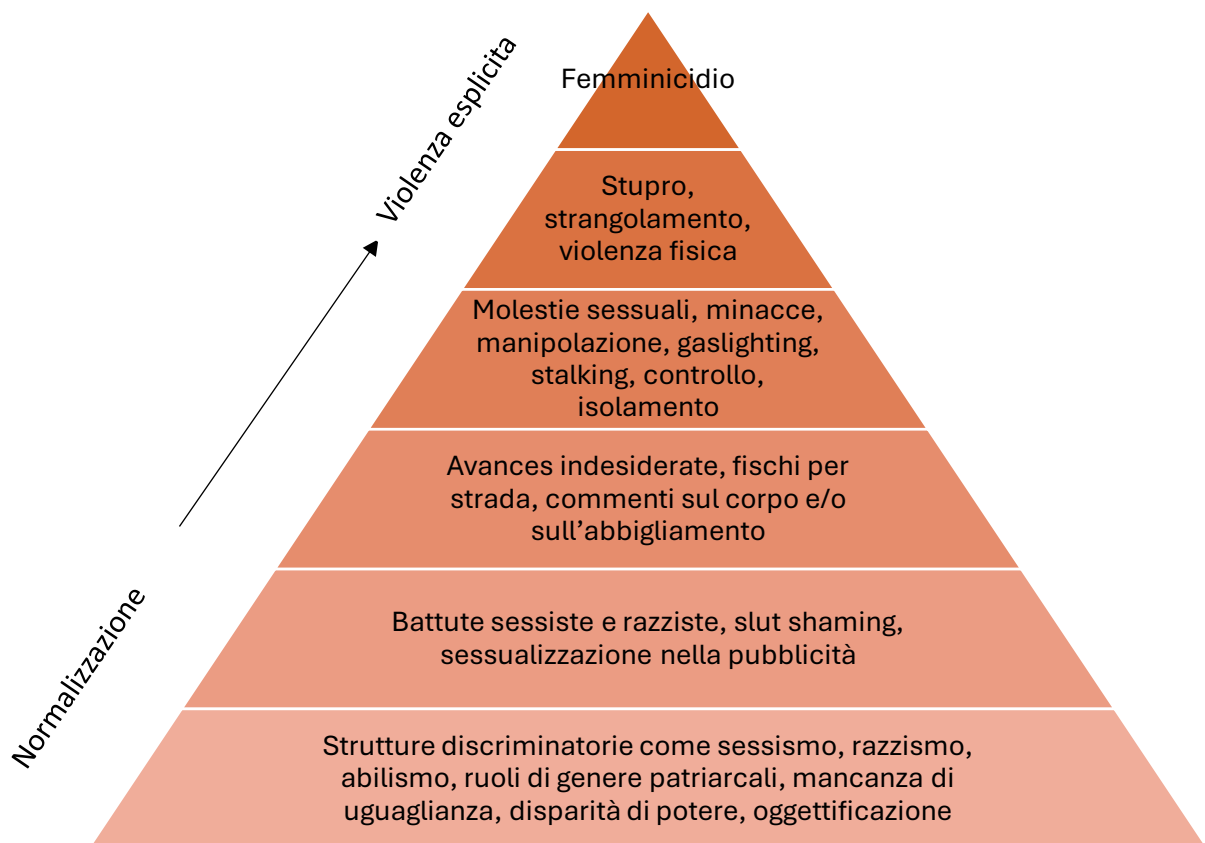 Femminicidio
Violenza esplicita
Stupro,
strangolamento,
violenza fisica
Molestie sessuali, minacce,
manipolazione, gaslighting,
stalking, controllo,
isolamento
Avances indesiderate, fischi per
strada, commenti sul corpo e/o
sull’abbigliamento
Normalizzazione
Battute sessiste e razziste, slut shaming,
sessualizzazione nella pubblicità
Strutture discriminatorie come sessismo, razzismo,
abilismo, ruoli di genere patriarcali, mancanza di
uguaglianza, disparità di potere, oggettificazione